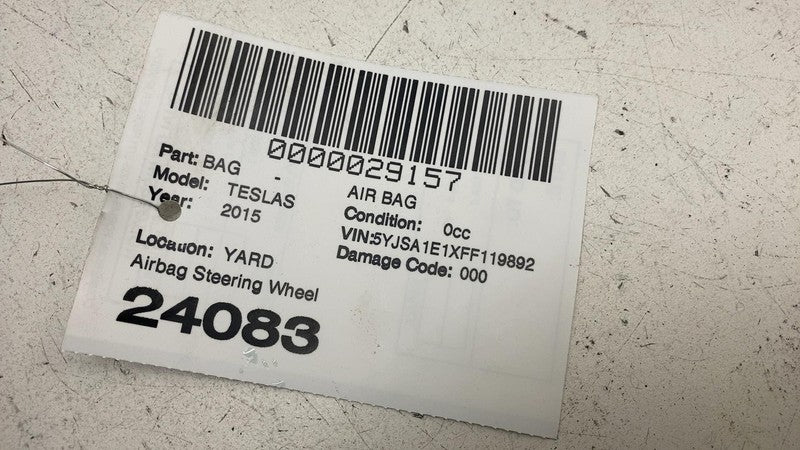 0000029157
Part: BAG - AIR BAG
Model: TESLAS Condition: 0cc
Year: 2015 VIN:5YJSA1E1XFF119892
Location: YARD Damage Code: 000
Airbag Steering Wheel
24083